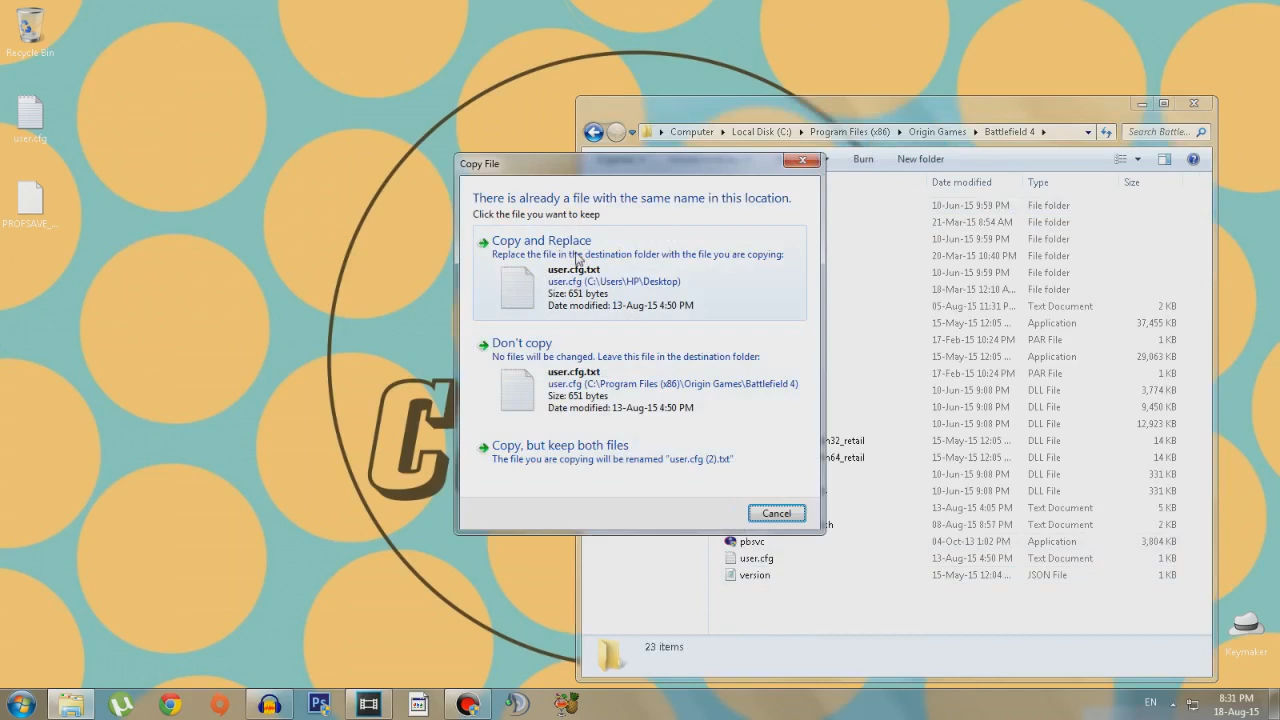 Recycle Bin
user.cfg
PROFSAVE_...
C
Computer
Local Disk (C:)
Program Files (x86)
Origin Games
Battlefield 4
Search Battle...
Burn
New folder
Date modified
Type
Size
10-Jun-15 9:59 PM
File folder
21-Mar-15 8:54 AM
File folder
10-Jun-15 9:59 PM
File folder
20-Mar-15 10:40 PM
File folder
10-Jun-15 9:59 PM
File folder
18-Mar-15 12:10 A...
File folder
05-Aug-15 11:31 P...
Text Document
2 KB
15-May-15 12:05 ...
Application
37,455 KB
17-Feb-15 10:24 PM
PAR File
1 KB
15-May-15 12:05 ...
Application
29,063 KB
17-Feb-15 10:24 PM
PAR File
1 KB
10-Jun-15 9:00 PM
DLL File
3,774 KB
10-Jun-15 9:00 PM
DLL File
9,450 KB
10-Jun-15 9:00 PM
DLL File
12,923 KB
n32_retail
15-May-15 12:05 ...
DLL File
14 KB
n64_retail
15-May-15 12:05 ...
DLL File
14 KB
10-Jun-15 9:00 PM
DLL File
331 KB
10-Jun-15 9:00 PM
DLL File
331 KB
13-Aug-15 4:05 PM
Text Document
5 KB
th
08-Aug-15 8:57 PM
Text Document
2 KB
pbsvc
04-Oct-13 1:02 PM
Application
3,804 KB
user.cfg
13-Aug-15 4:50 PM
Text Document
1 KB
version
15-May-15 12:04 ...
JSON File
1 KB
23 items
Copy File
There is already a file with the same name in this location.
Click the file you want to keep
Copy and Replace
Replace the file in the destination folder with the file you are copying:
user.cfg.txt
user.cfg (C:\Users\HP\Desktop)
Size: 651 bytes
Date modified: 13-Aug-15 4:50 PM
Don't copy
No files will be changed. Leave this file in the destination folder:
user.cfg.txt
user.cfg (C:\Program Files (x86)\Origin Games\Battlefield 4)
Size: 651 bytes
Date modified: 13-Aug-15 4:50 PM
Copy, but keep both files
The file you are copying will be renamed "user.cfg (2).txt"
Cancel
Keymaker
Ps
EN
8:31 PM
18-Aug-15